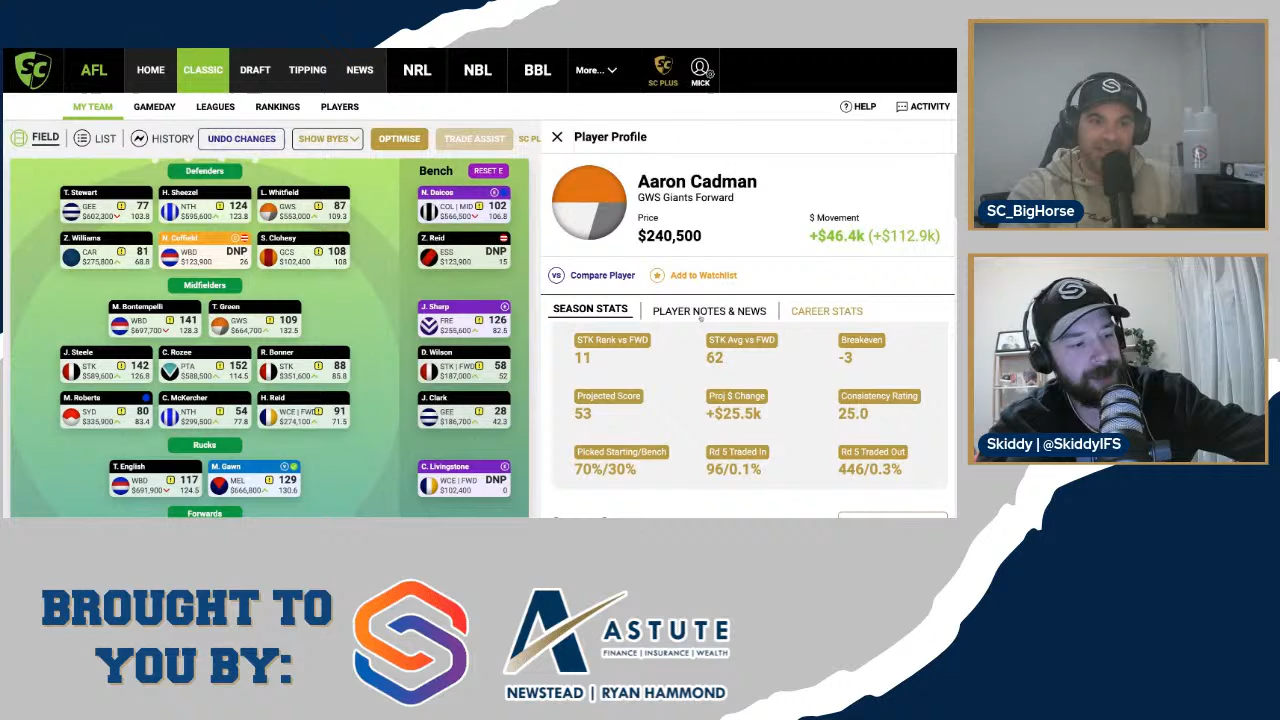 SC AFL HOME CLASSIC DRAFT TIPPING NEWS NRL NBL BBL More... SC PLUS MICK
MY TEAM GAMEDAY LEAGUES RANKINGS PLAYERS HELP ACTIVITY
FIELD LIST HISTORY UNDO CHANGES SHOW BYES OPTIMISE TRADE ASSIST SC PL
Defenders Bench RESET E
T. Stewart H. Sheezel L. Whitfield N. Daicos
GEE 77 NTH 124 GWS 87 COL | MID 102
$602,300 103.8 $595,600 123.8 $553,000 109.3 $566,500 106.8
Z. Williams N. Coffield S. Clohesy Z. Reid
CAR 81 WBD DNP GCS 108 ESS DNP
$275,800 68.8 $123,900 26 $102,400 108 $123,900 15
Midfielders
M. Bontempelli T. Green J. Sharp
WBD 141 GWS 109 FRE 126
$697,700 128.3 $664,700 132.5 $255,600 82.5
J. Steele C. Rozee R. Bonner D. Wilson
STK 142 PTA 152 STK 88 STK | FWD 58
$589,600 126.8 $588,500 114.5 $351,600 85.8 $187,000 52
M. Roberts C. McKercher H. Reid J. Clark
SYD 80 NTH 54 WCE | FWD 91 GEE 28
$335,900 83.4 $299,500 77.8 $274,100 71.5 $186,700 42.3
Rucks
T. English M. Gawn C. Livingstone
WBD 117 MEL 129 WCE | FWD DNP
$691,900 124.5 $666,800 130.6 $102,400 0
Forwards
Player Profile
Aaron Cadman
GWS Giants Forward
Price $ Movement
$240,500 +$46.4k (+$112.9k)
VS Compare Player Add to Watchlist
SEASON STATS PLAYER NOTES & NEWS CAREER STATS
STK Rank vs FWD STK Avg vs FWD Breakeven
11 62 -3
Projected Score Proj $ Change Consistency Rating
53 +$25.5k 25.0
Picked Starting/Bench Rd 5 Traded In Rd 5 Traded Out
70%/30% 96/0.1% 446/0.3%
SC_BigHorse
Skiddy | @SkiddyIFS
BROUGHT TO
YOU BY:
ASTUTE
FINANCE | INSURANCE | WEALTH
NEWSTEAD | RYAN HAMMOND